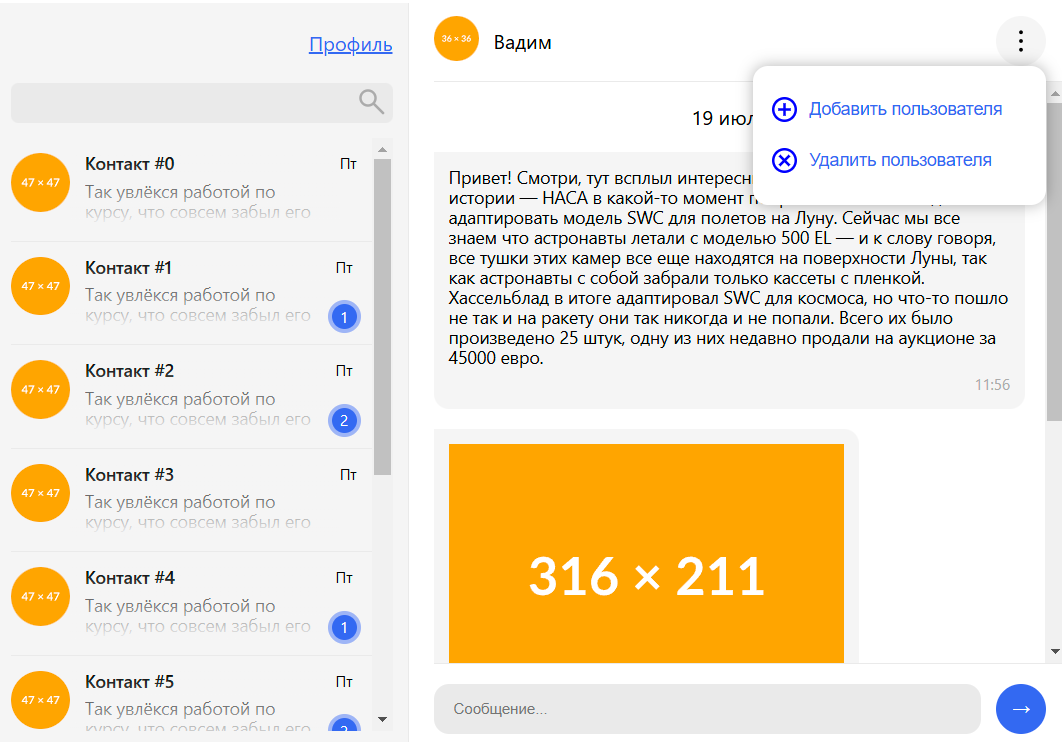 Профиль
47 × 47
Контакт #0
Пт
Так увлёкся работой по
курсу, что совсем забыл его
47 × 47
Контакт #1
Пт
Так увлёкся работой по
курсу, что совсем забыл его
1
47 × 47
Контакт #2
Пт
Так увлёкся работой по
курсу, что совсем забыл его
2
47 × 47
Контакт #3
Пт
Так увлёкся работой по
курсу, что совсем забыл его
47 × 47
Контакт #4
Пт
Так увлёкся работой по
курсу, что совсем забыл его
1
47 × 47
Контакт #5
Пт
Так увлёкся работой по
курсу, что совсем забыл его
2
36 × 36
Вадим
Добавить пользователя
Удалить пользователя
19
Привет! Смотри, тут всплыл
истории — НАСА в какой-то момент
адаптировать модель SWC для полетов на Луну. Сейчас мы все
знаем что астронавты летали с моделью 500 EL — и к слову говоря,
все тушки этих камер все еще находятся на поверхности Луны, так
как астронавты с собой забрали только кассеты с пленкой.
Хассельблад в итоге адаптировал SWC для космоса, но что-то пошло
не так и на ракету они так никогда и не попали. Всего их было
произведено 25 штук, одну из них недавно продали на аукционе за
45000 евро.
11:56
316 × 211
Сообщение...
→